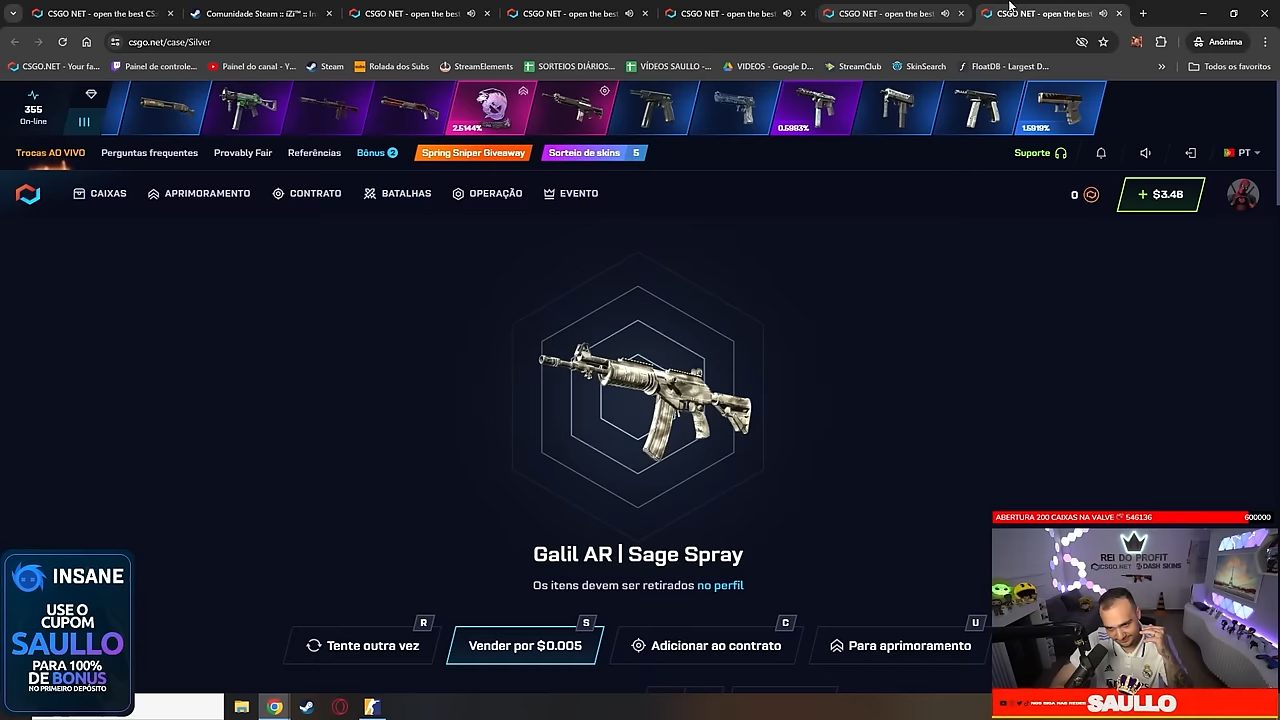 CSGO NET - open the best CS
Comunidade Steam :: iZi™ :: In
CSGO NET - open the best
CSGO NET - open the best
CSGO NET - open the best
CSGO NET - open the best
CSGO NET - open the best
csgo.net/case/Silver
Anônima
CSGO.NET - Your fa...
Painel de controle...
Painel do canal - Y...
Steam
Rolada dos Subs
StreamElements
SORTEIOS DIÁRIOS...
VÍDEOS SAULLO -...
VIDEOS - Google D...
StreamClub
SkinSearch
FloatDB - Largest D...
Todos os favoritos
355
On-line
2.5144%
0.5993%
1.5919%
Trocas AO VIVO
Perguntas frequentes
Provably Fair
Referências
Bônus 2
Spring Sniper Giveaway
Sorteio de skins 5
Suporte
PT
CAIXAS
APRIMORAMENTO
CONTRATO
BATALHAS
OPERAÇÃO
EVENTO
0
+ $3.46
Galil AR | Sage Spray
Os itens devem ser retirados no perfil
R
Tente outra vez
S
Vender por $0.005
C
Adicionar ao contrato
U
Para aprimoramento
INSANE
USE O
CUPOM
SAULLO
PARA 100%
DE BONUS
NO PRIMEIRO DEPÓSITO
ABERTURA 200 CAIXAS NA VALVE 546136
600000
REI DO PROFIT
CSGO.NET DASH SKINS
NOS SIGA NAS REDES
SAULLO